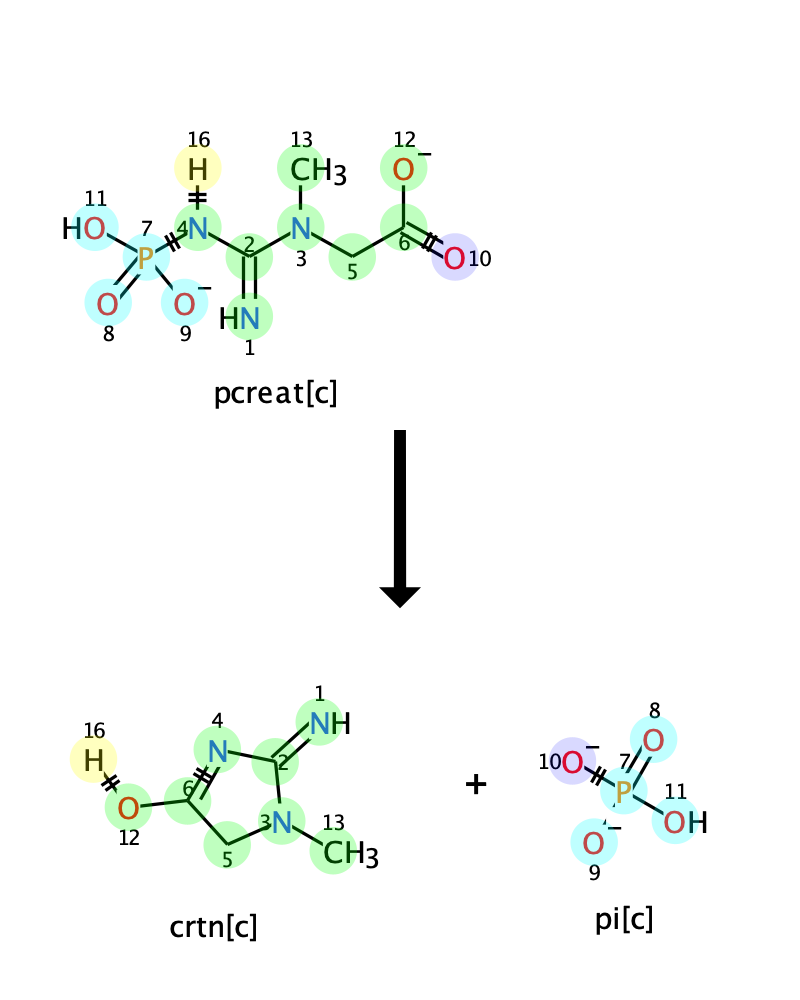 16 13 12
H CH3 O−
11 7 4 2 6
HO P N N O 10
3 5
O O− HN
8 9 1
pcreat[c]
1
NH
16 4 8
H N 10 O− 7 O
2
6 + P 11
O 3 N 13 OH
12 O−
5 CH3 9
crtn[c] pi[c]